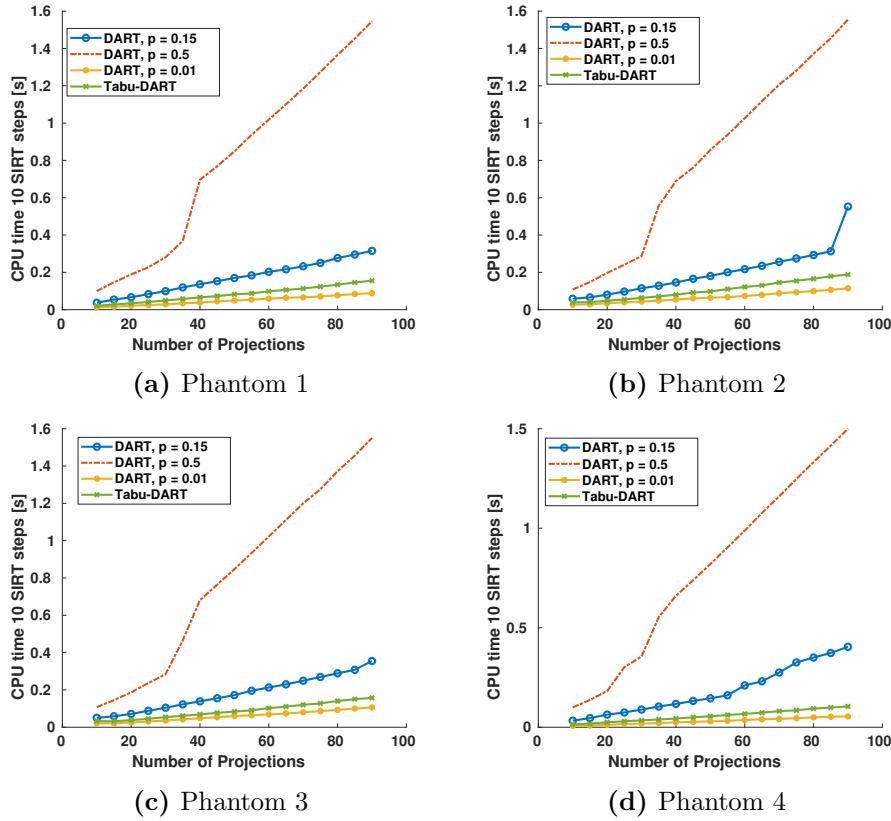 CPU time 10 SIRT steps [s]
1.6
1.4
1.2
1
0.8
0.6
0.4
0.2
0
DART, p = 0.15
DART, p = 0.5
DART, p = 0.01
Tabu-DART
0 20 40 60 80 100
Number of Projections
(a) Phantom 1
CPU time 10 SIRT steps [s]
1.6
1.4
1.2
1
0.8
0.6
0.4
0.2
0
DART, p = 0.15
DART, p = 0.5
DART, p = 0.01
Tabu-DART
0 20 40 60 80 100
Number of Projections
(b) Phantom 2
CPU time 10 SIRT steps [s]
1.6
1.4
1.2
1
0.8
0.6
0.4
0.2
0
DART, p = 0.15
DART, p = 0.5
DART, p = 0.01
Tabu-DART
0 20 40 60 80 100
Number of Projections
(c) Phantom 3
CPU time 10 SIRT steps [s]
1.5
1
0.5
0
DART, p = 0.15
DART, p = 0.5
DART, p = 0.01
Tabu-DART
0 20 40 60 80 100
Number of Projections
(d) Phantom 4